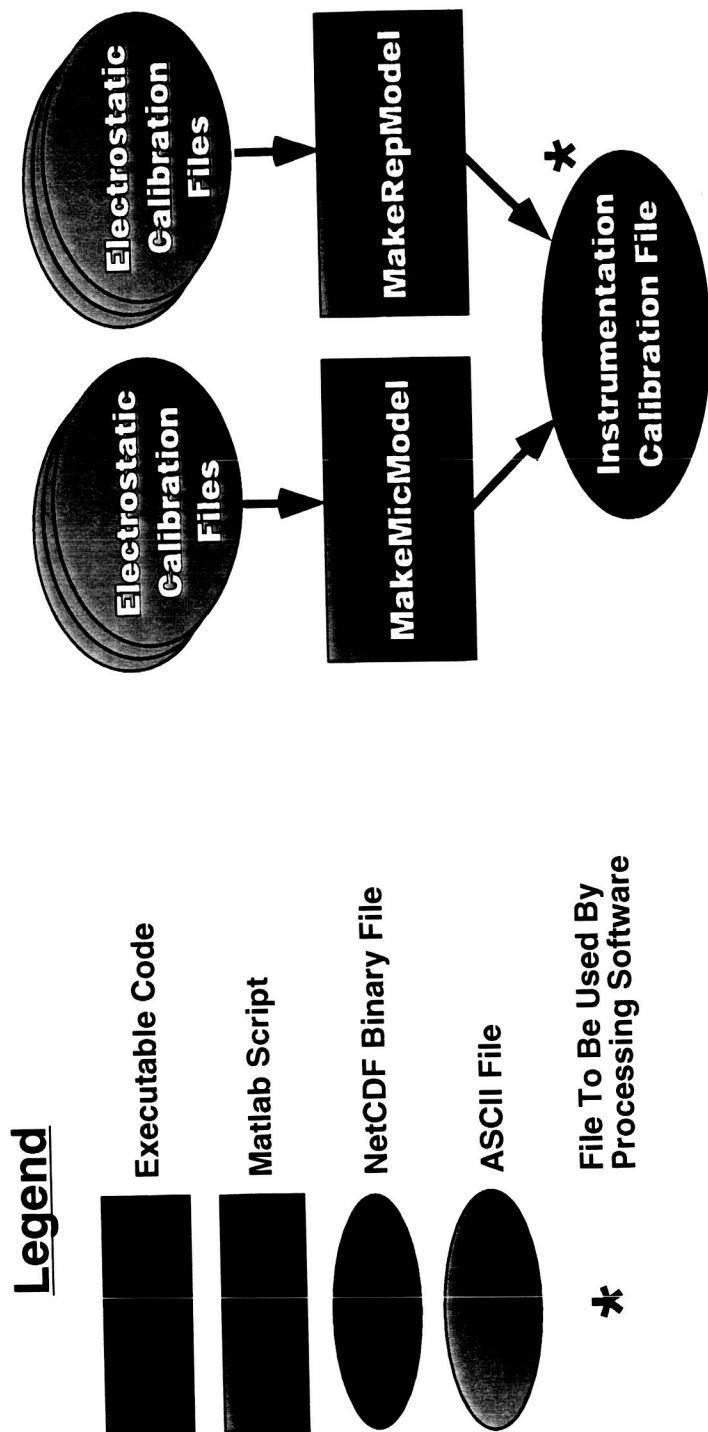 Legend
Executable Code
Matlab Script
NetCDF Binary File
ASCII File
* File To Be Used By
Processing Software
Electrostatic
Calibration
Files
Electrostatic
Calibration
Files
MakeMicModel
MakeRepModel
*
Instrumentation
Calibration File